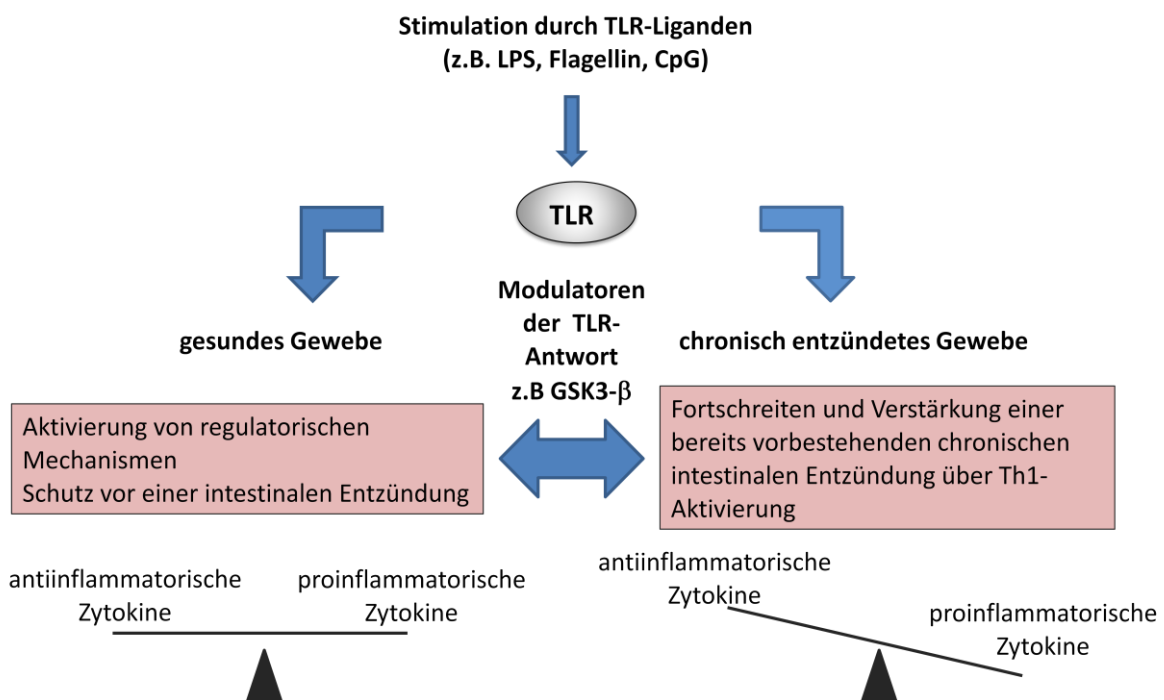 Stimulation durch TLR-Liganden
(z.B. LPS, Flagellin, CpG)
TLR
Modulatoren
der TLR-
Antwort
z.B GSK3-β
gesundes Gewebe
chronisch entzündetes Gewebe
Aktivierung von regulatorischen
Mechanismen
Schutz vor einer intestinalen Entzündung
Fortschreiten und Verstärkung einer
bereits vorbestehenden chronischen
intestinalen Entzündung über Th1-
Aktivierung
antiinflammatorische
Zytokine
proinflammatorische
Zytokine
antiinflammatorische
Zytokine
proinflammatorische
Zytokine